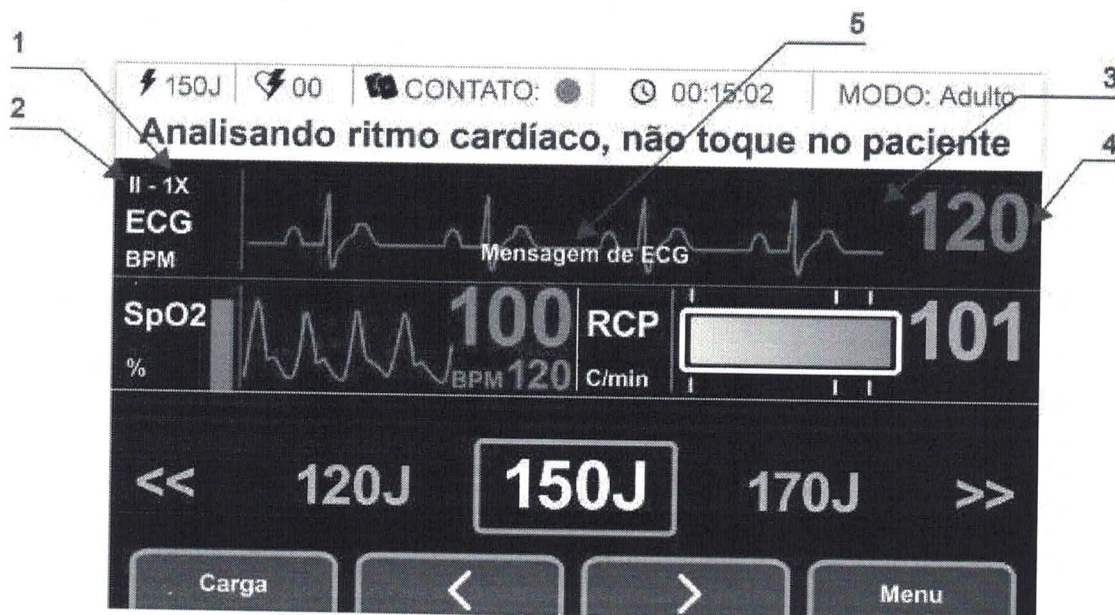 1
5
3
2
4
150J 00 CONTATO: 00:15:02 MODO: Adulto
Analisando ritmo cardíaco, não toque no paciente
II - 1X
ECG
BPM
120
Mensagem de ECG
SpO2
%
100
BPM 120
RCP
C/min
101
<< 120J 150J 170J >>
Carga < > Menu